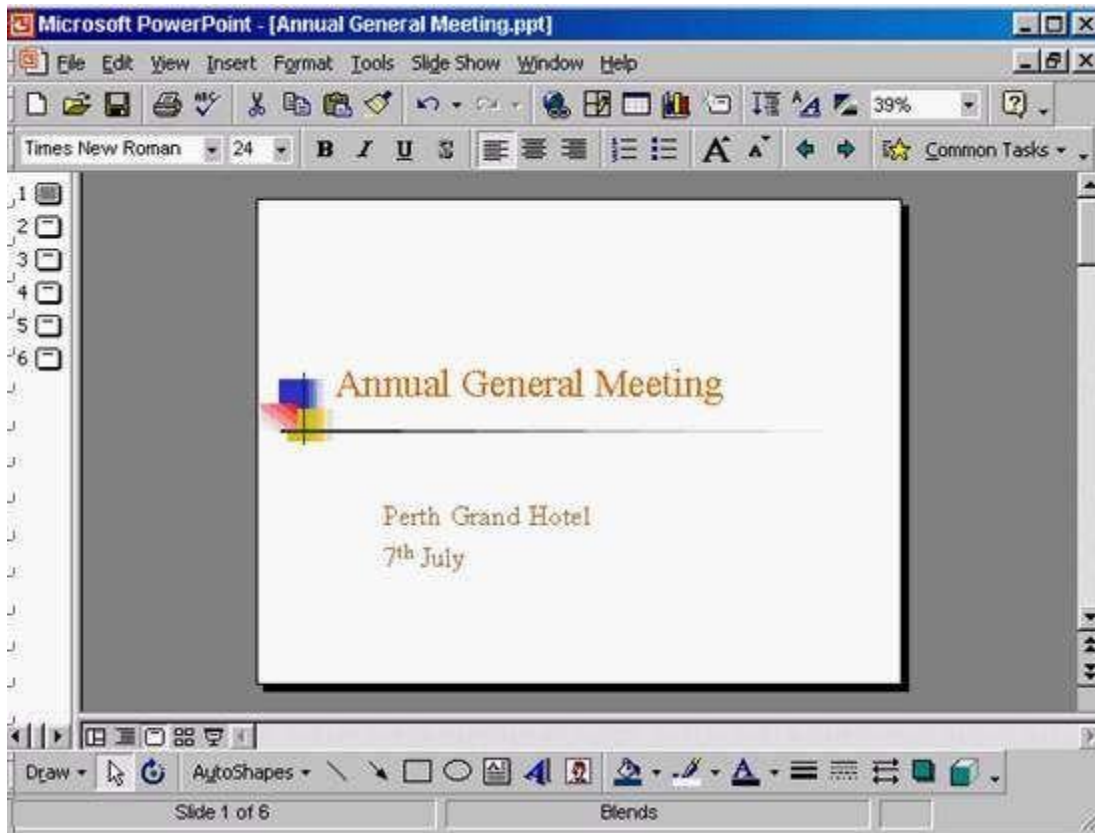 Microsoft PowerPoint - [Annual General Meeting.ppt]
File Edit View Insert Format Tools Slide Show Window Help
39%
Times New Roman 24 B I U S A A Common Tasks
1
2
3
4
5
6
Annual General Meeting
Perth Grand Hotel
7th July
Draw AutoShapes
Slide 1 of 6 Blends